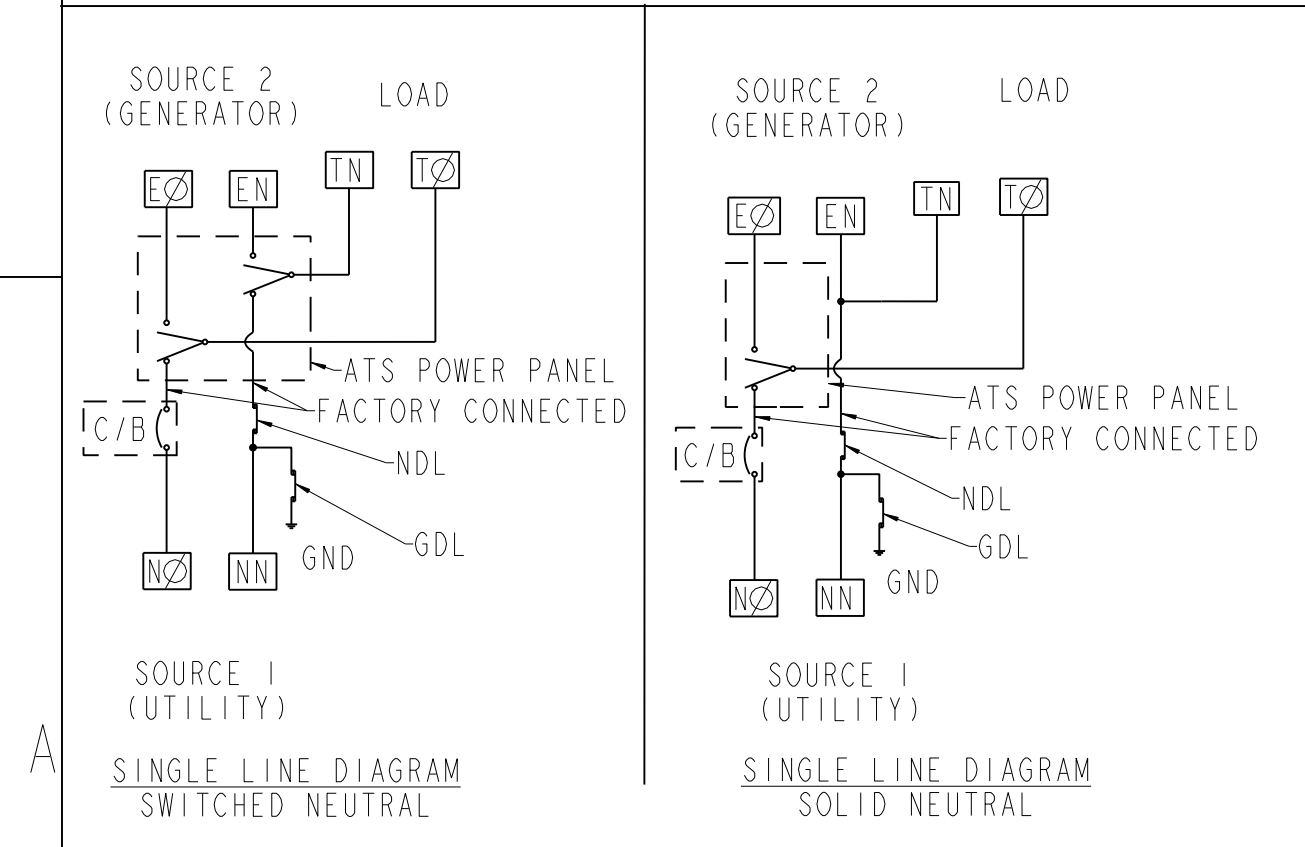 SOURCE 2
(GENERATOR)
LOAD
EØ
EN
TN
TØ
ATS POWER PANEL
FACTORY CONNECTED
C/B
NDL
GDL
GND
NØ
NN
SOURCE 1
(UTILITY)
SINGLE LINE DIAGRAM
SWITCHED NEUTRAL
SOURCE 2
(GENERATOR)
LOAD
EØ
EN
TN
TØ
ATS POWER PANEL
FACTORY CONNECTED
C/B
NDL
GDL
GND
NØ
NN
SOURCE 1
(UTILITY)
SINGLE LINE DIAGRAM
SOLID NEUTRAL
A